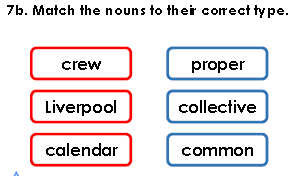 7b. Match the nouns to their correct type.
crew proper
Liverpool collective
calendar common